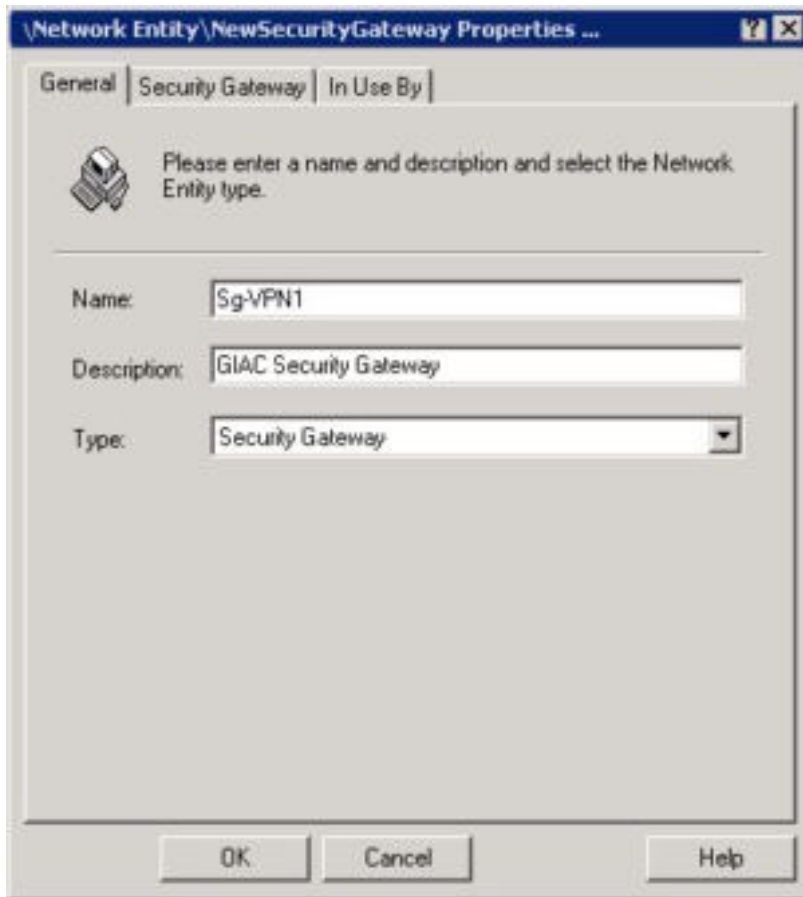 \Network Entity\NewSecurityGateway Properties ...
General Security Gateway In Use By
Please enter a name and description and select the Network
Entity type.
Name: Sg-VPN1
Description: GIAC Security Gateway
Type: Security Gateway
OK Cancel Help